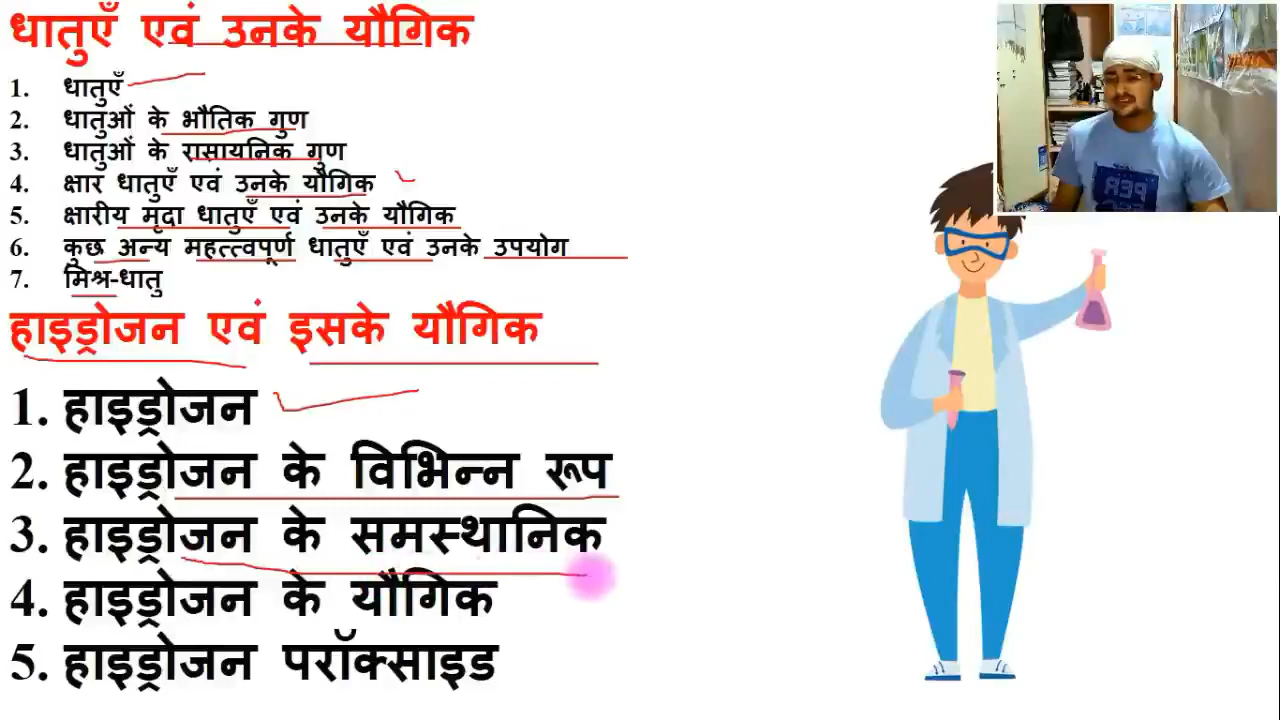 धातुएँ एवं उनके यौगिक
1. धातुएँ
2. धातुओं के भौतिक गुण
3. धातुओं के रासायनिक गुण
4. क्षार धातुएँ एवं उनके यौगिक
5. क्षारीय मृदा धातुएँ एवं उनके यौगिक
6. कुछ अन्य महत्त्वपूर्ण धातुएँ एवं उनके उपयोग
7. मिश्र-धातु
हाइड्रोजन एवं इसके यौगिक
1. हाइड्रोजन
2. हाइड्रोजन के विभिन्न रूप
3. हाइड्रोजन के समस्थानिक
4. हाइड्रोजन के यौगिक
5. हाइड्रोजन परॉक्साइड